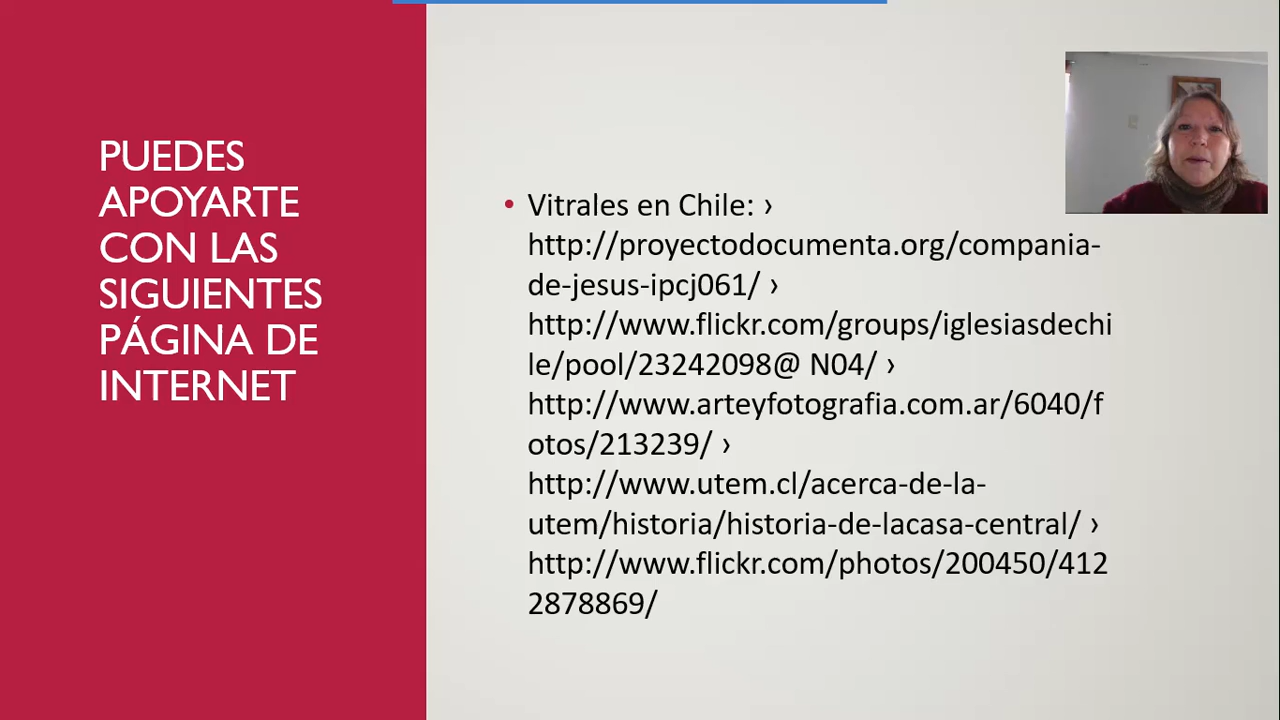 PUEDES
APOYARTE
CON LAS
SIGUIENTES
PÁGINA DE
INTERNET
• Vitrales en Chile: ›
http://proyectodocumenta.org/compania-
de-jesus-ipcj061/ ›
http://www.flickr.com/groups/iglesiasdechi
le/pool/23242098@ N04/ ›
http://www.arteyfotografia.com.ar/6040/f
otos/213239/ ›
http://www.utem.cl/acerca-de-la-
utem/historia/historia-de-lacasa-central/ ›
http://www.flickr.com/photos/200450/412
2878869/